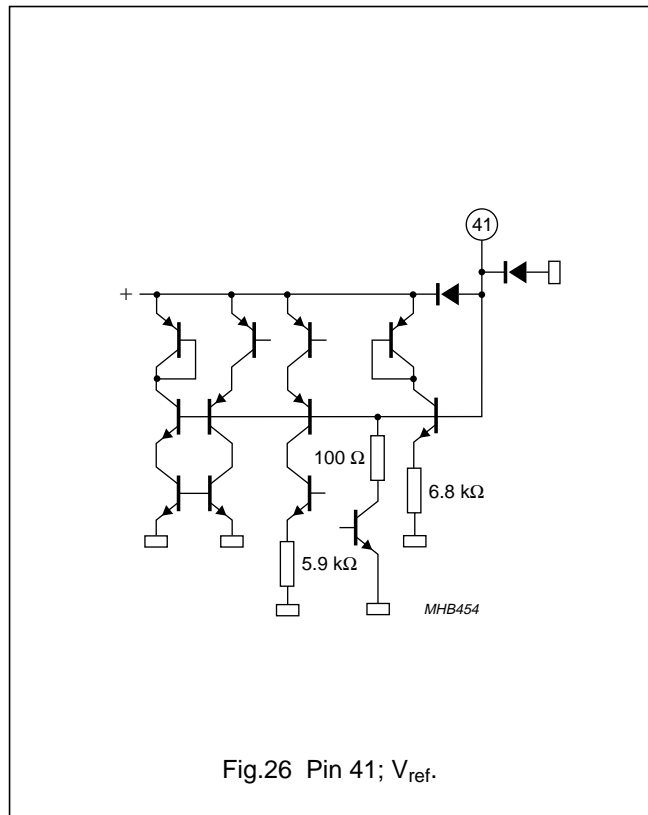 41
+
100 Ω
6.8 kΩ
5.9 kΩ
MHB454
Fig.26 Pin 41; Vref.